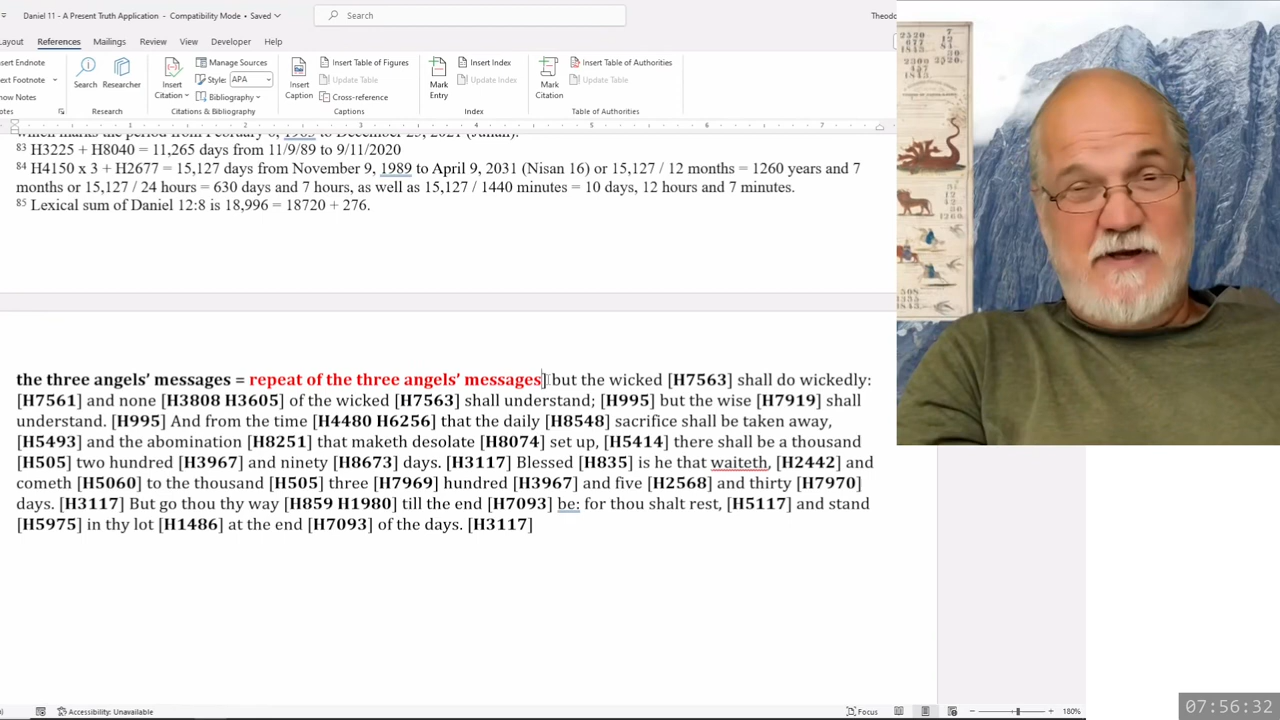 Daniel 11 - A Present Truth Application - Compatibility Mode • Saved
Search
Theodo
Layout References Mailings Review View Developer Help
nsert Endnote
ext Footnote
how Notes
Search
Researcher
Insert
Citation
Manage Sources
Style: APA
Bibliography
Citations & Bibliography
Insert
Caption
Insert Table of Figures
Update Table
Cross-reference
Captions
Mark
Entry
Insert Index
Update Index
Index
Mark
Citation
Insert Table of Authorities
Update Table
Table of Authorities
83 H3225 + H8040 = 11,265 days from 11/9/89 to 9/11/2020
84 H4150 x 3 + H2677 = 15,127 days from November 9, 1989 to April 9, 2031 (Nisan 16) or 15,127 / 12 months = 1260 years and 7
months or 15,127 / 24 hours = 630 days and 7 hours, as well as 15,127 / 1440 minutes = 10 days, 12 hours and 7 minutes.
85 Lexical sum of Daniel 12:8 is 18,996 = 18720 + 276.
the three angels’ messages = repeat of the three angels’ messages] but the wicked [H7563] shall do wickedly:
[H7561] and none [H3808 H3605] of the wicked [H7563] shall understand; [H995] but the wise [H7919] shall
understand. [H995] And from the time [H4480 H6256] that the daily [H8548] sacrifice shall be taken away,
[H5493] and the abomination [H8251] that maketh desolate [H8074] set up, [H5414] there shall be a thousand
[H505] two hundred [H3967] and ninety [H8673] days. [H3117] Blessed [H835] is he that waiteth, [H2442] and
cometh [H5060] to the thousand [H505] three [H7969] hundred [H3967] and five [H2568] and thirty [H7970]
days. [H3117] But go thou thy way [H859 H1980] till the end [H7093] be: for thou shalt rest, [H5117] and stand
[H5975] in thy lot [H1486] at the end [H7093] of the days. [H3117]
Accessibility: Unavailable
Focus
180%
07:56:32